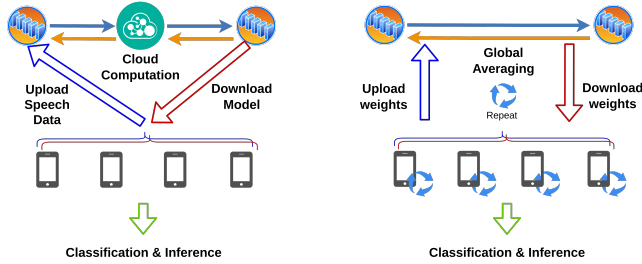 Cloud
Computation
Upload
Speech
Data
Download
Model
Classification & Inference
Global
Averaging
Upload
weights
Repeat
Download
weights
Classification & Inference